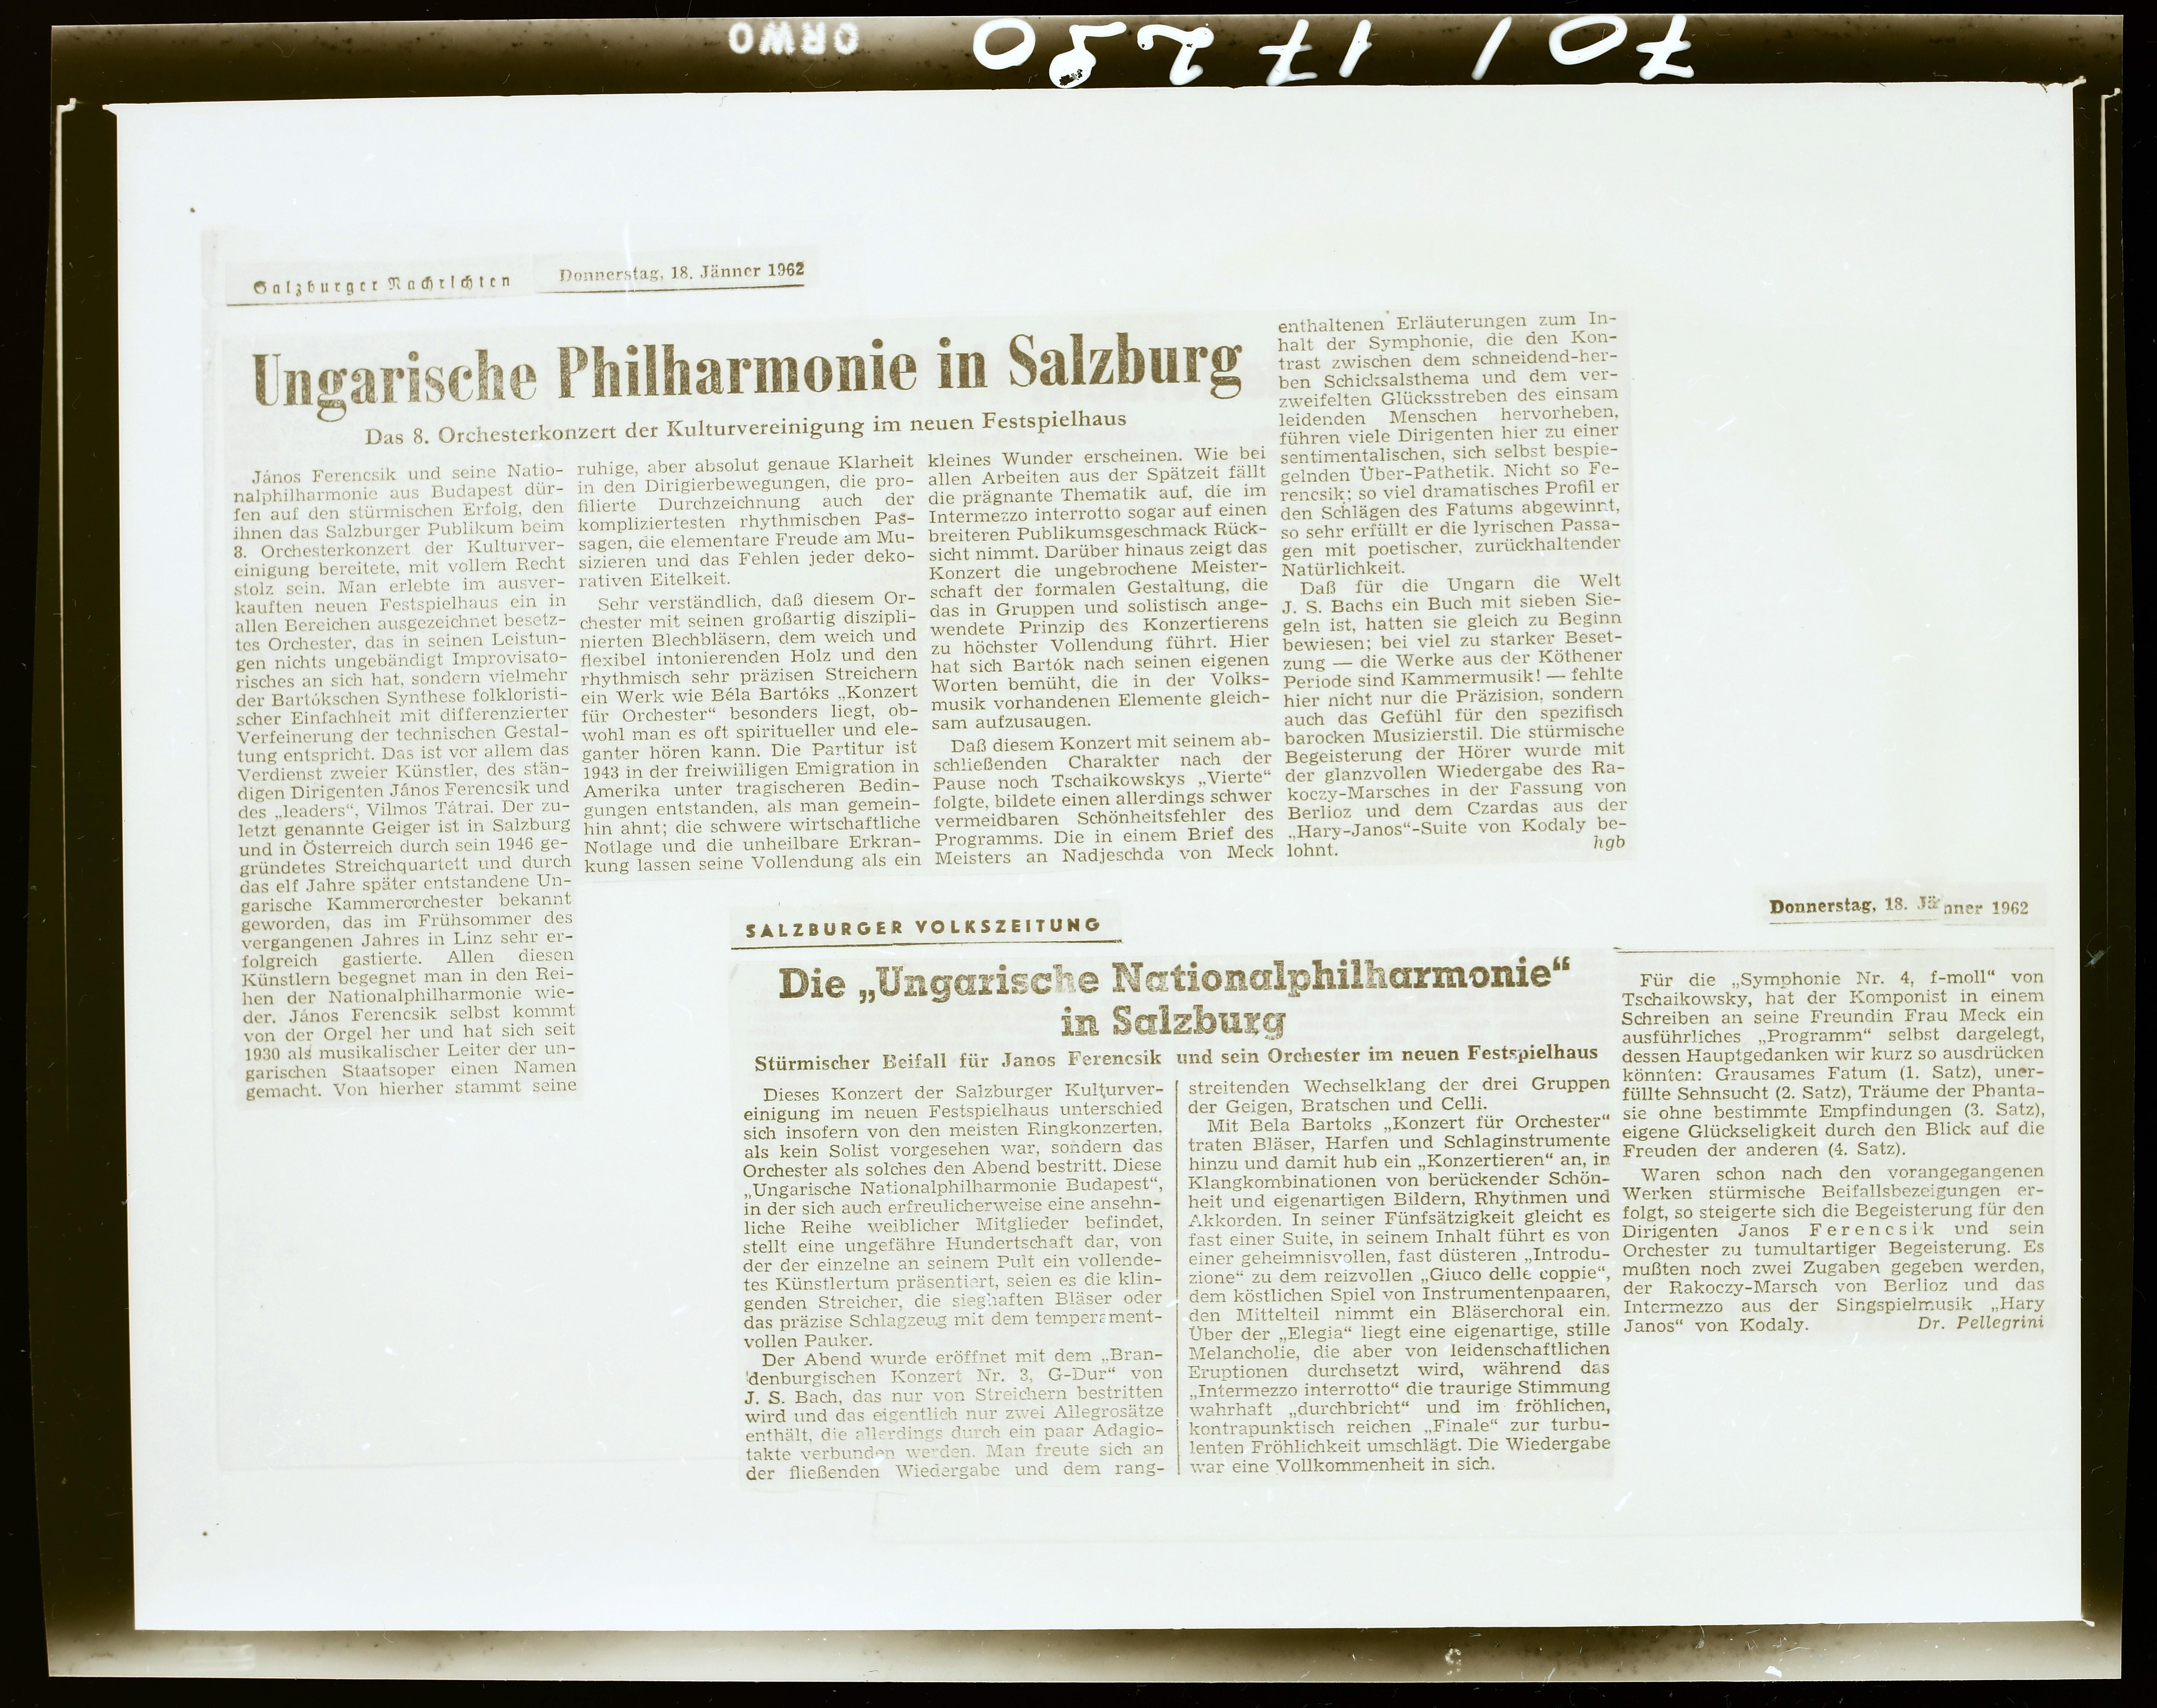 ORWO
701 17230
Salzburger Nachrichten
Donnerstag, 18. Jänner 1962
Ungarische Philharmonie in Salzburg
Das 8. Orchesterkonzert der Kulturvereinigung im neuen Festspielhaus
János Ferencsik und seine Natio-
nalphilharmonie aus Budapest dür-
fen auf den stürmischen Erfolg, den
ihnen das Salzburger Publikum beim
8. Orchesterkonzert der Kulturver-
einigung bereitete, mit vollem Recht
stolz sein. Man erlebte im ausver-
kauften neuen Festspielhaus ein in
allen Bereichen ausgezeichnet besetz-
tes Orchester, das in seinen Leistun-
gen nichts ungebändigt Improvisato-
risches an sich hat, sondern vielmehr
der Bartókschen Synthese folkloristi-
scher Einfachheit mit differenzierter
Verfeinerung der technischen Gestal-
tung entspricht. Das ist vor allem das
Verdienst zweier Künstler, des stän-
digen Dirigenten János Ferencsik und
des „leaders“, Vilmos Tátrai. Der zu-
letzt genannte Geiger ist in Salzburg
und in Österreich durch sein 1946 ge-
gründetes Streichquartett und durch
das elf Jahre später entstandene Un-
garische Kammerorchester bekannt
geworden, das im Frühsommer des
vergangenen Jahres in Linz sehr er-
folgreich gastierte. Allen diesen
Künstlern begegnet man in den Rei-
hen der Nationalphilharmonie wie-
der. János Ferencsik selbst kommt
von der Orgel her und hat sich seit
1930 als musikalischer Leiter der un-
garischen Staatsoper einen Namen
gemacht. Von hierher stammt seine
ruhige, aber absolut genaue Klarheit
in den Dirigierbewegungen, die pro-
filierte Durchzeichnung auch der
kompliziertesten rhythmischen Pas-
sagen, die elementare Freude am Mu-
sizieren und das Fehlen jeder deko-
rativen Eitelkeit.
Sehr verständlich, daß diesem Or-
chester mit seinen großartig diszipli-
nierten Blechbläsern, dem weich und
flexibel intonierenden Holz und den
rhythmisch sehr präzisen Streichern
ein Werk wie Béla Bartóks „Konzert
für Orchester“ besonders liegt, ob-
wohl man es oft spiritueller und ele-
ganter hören kann. Die Partitur ist
1943 in der freiwilligen Emigration in
Amerika unter tragischeren Bedin-
gungen entstanden, als man gemein-
hin ahnt; die schwere wirtschaftliche
Notlage und die unheilbare Erkran-
kung lassen seine Vollendung als ein
kleines Wunder erscheinen. Wie bei
allen Arbeiten aus der Spätzeit fällt
die prägnante Thematik auf, die im
Intermezzo interrotto sogar auf einen
breiteren Publikumsgeschmack Rück-
sicht nimmt. Darüber hinaus zeigt das
Konzert die ungebrochene Meister-
schaft der formalen Gestaltung, die
das in Gruppen und solistisch ange-
wendete Prinzip des Konzertierens
zu höchster Vollendung führt. Hier
hat sich Bartók nach seinen eigenen
Worten bemüht, die in der Volks-
musik vorhandenen Elemente gleich-
sam aufzusaugen.
Daß diesem Konzert mit seinem ab-
schließenden Charakter nach der
Pause noch Tschaikowskys „Vierte“
folgte, bildete einen allerdings schwer
vermeidbaren Schönheitsfehler des
Programms. Die in einem Brief des
Meisters an Nadjeschda von Meck
enthaltenen Erläuterungen zum In-
halt der Symphonie, die den Kon-
trast zwischen dem schneidend-her-
ben Schicksalsthema und dem ver-
zweifelten Glücksstreben des einsam
leidenden Menschen hervorheben,
führen viele Dirigenten hier zu einer
sentimentalischen, sich selbst bespie-
gelnden Über-Pathetik. Nicht so Fe-
rencsik; so viel dramatisches Profil er
den Schlägen des Fatums abgewinnt,
so sehr erfüllt er die lyrischen Passa-
gen mit poetischer, zurückhaltender
Natürlichkeit.
Daß für die Ungarn die Welt
J. S. Bachs ein Buch mit sieben Sie-
geln ist, hatten sie gleich zu Beginn
bewiesen; bei viel zu starker Beset-
zung — die Werke aus der Köthener
Periode sind Kammermusik! — fehlte
hier nicht nur die Präzision, sondern
auch das Gefühl für den spezifisch
barocken Musizierstil. Die stürmische
Begeisterung der Hörer wurde mit
der glanzvollen Wiedergabe des Ra-
koczy-Marsches in der Fassung von
Berlioz und dem Czardas aus der
„Hary-Janos“-Suite von Kodaly be-
lohnt. hgb
SALZBURGER VOLKSZEITUNG
Donnerstag, 18. Jänner 1962
Die „Ungarische Nationalphilharmonie“
in Salzburg
Stürmischer Beifall für Janos Ferencsik und sein Orchester im neuen Festspielhaus
Dieses Konzert der Salzburger Kulturver-
einigung im neuen Festspielhaus unterschied
sich insofern von den meisten Ringkonzerten,
als kein Solist vorgesehen war, sondern das
Orchester als solches den Abend bestritt. Diese
„Ungarische Nationalphilharmonie Budapest“,
in der sich auch erfreulicherweise eine ansehn-
liche Reihe weiblicher Mitglieder befindet,
stellt eine ungefähre Hundertschaft dar, von
der der einzelne an seinem Pult ein vollende-
tes Künstlertum präsentiert, seien es die klin-
genden Streicher, die sieghaften Bläser oder
das präzise Schlagzeug mit dem temperament-
vollen Pauker.
Der Abend wurde eröffnet mit dem „Bran-
denburgischen Konzert Nr. 3, G-Dur“ von
J. S. Bach, das nur von Streichern bestritten
wird und das eigentlich nur zwei Allegrosätze
enthält, die allerdings durch ein paar Adagio-
takte verbunden werden. Man freute sich an
der fließenden Wiedergabe und dem rang-
streitenden Wechselklang der drei Gruppen
der Geigen, Bratschen und Celli.
Mit Bela Bartoks „Konzert für Orchester“
traten Bläser, Harfen und Schlaginstrumente
hinzu und damit hub ein „Konzertieren“ an, in
Klangkombinationen von berückender Schön-
heit und eigenartigen Bildern, Rhythmen und
Akkorden. In seiner Fünfsätzigkeit gleicht es
fast einer Suite, in seinem Inhalt führt es von
einer geheimnisvollen, fast düsteren „Introdu-
zione“ zu dem reizvollen „Giuco delle coppie“,
dem köstlichen Spiel von Instrumentenpaaren,
den Mittelteil nimmt ein Bläserchoral ein.
Über der „Elegia“ liegt eine eigenartige, stille
Melancholie, die aber von leidenschaftlichen
Eruptionen durchsetzt wird, während das
„Intermezzo interrotto“ die traurige Stimmung
wahrhaft „durchbricht“ und im fröhlichen,
kontrapunktisch reichen „Finale“ zur turbu-
lenten Fröhlichkeit umschlägt. Die Wiedergabe
war eine Vollkommenheit in sich.
Für die „Symphonie Nr. 4, f-moll“ von
Tschaikowsky, hat der Komponist in einem
Schreiben an seine Freundin Frau Meck ein
ausführliches „Programm“ selbst dargelegt,
dessen Hauptgedanken wir kurz so ausdrücken
könnten: Grausames Fatum (1. Satz), uner-
füllte Sehnsucht (2. Satz), Träume der Phanta-
sie ohne bestimmte Empfindungen (3. Satz),
eigene Glückseligkeit durch den Blick auf die
Freuden der anderen (4. Satz).
Waren schon nach den vorangegangenen
Werken stürmische Beifallsbezeigungen er-
folgt, so steigerte sich die Begeisterung für den
Dirigenten Janos Ferencsik und sein
Orchester zu tumultartiger Begeisterung. Es
mußten noch zwei Zugaben gegeben werden,
der Rakoczy-Marsch von Berlioz und das
Intermezzo aus der Singspielmusik „Hary
Janos“ von Kodaly. Dr. Pellegrini